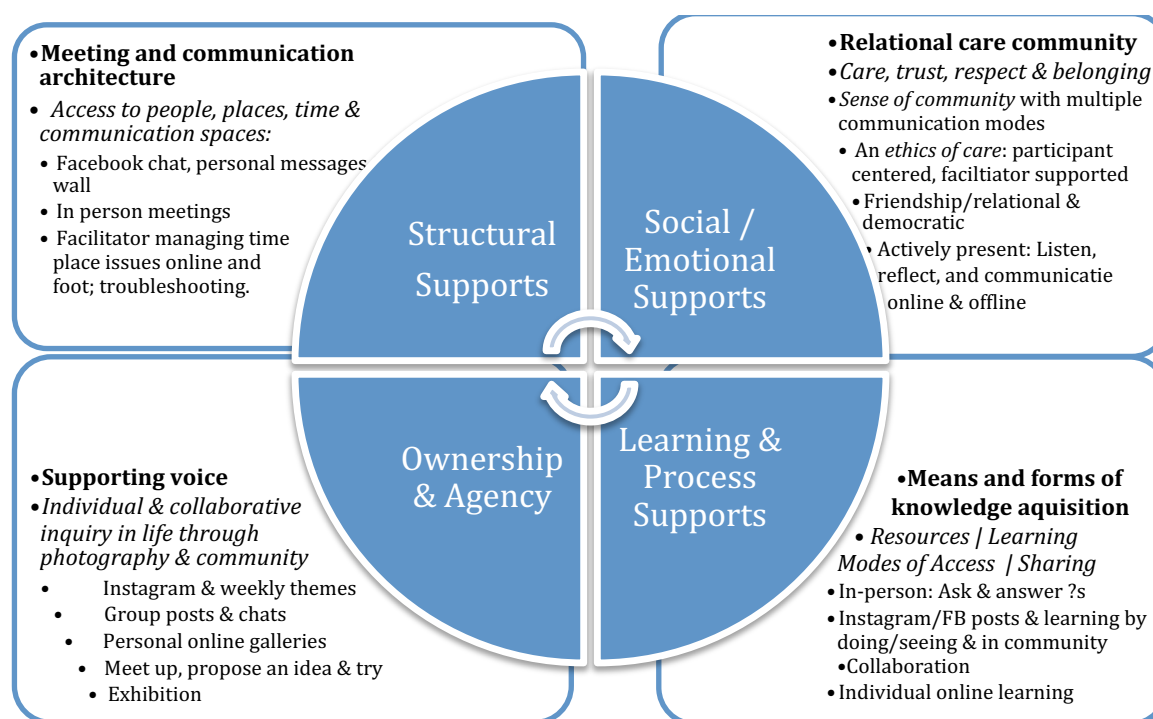 •Meeting and communication
architecture
• Access to people, places, time &
communication spaces:
• Facebook chat, personal messages
wall
• In person meetings
• Facilitator managing time
place issues online and
foot; troubleshooting.
•Relational care community
•Care, trust, respect & belonging
•Sense of community with multiple
communication modes
• An ethics of care: participant
centered, faciltiator supported
•Friendship/relational &
democratic
• Actively present: Listen,
reflect, and communicatie
online & offline
Structural
Supports
Social /
Emotional
Supports
Ownership
& Agency
Learning &
Process
Supports
•Supporting voice
•Individual & collaborative
inquiry in life through
photography & community
• Instagram & weekly themes
• Group posts & chats
• Personal online galleries
• Meet up, propose an idea & try
• Exhibition
•Means and forms of
knowledge aquisition
• Resources | Learning
Modes of Access | Sharing
•In-person: Ask & answer ?s
•Instagram/FB posts & learning by
doing/seeing & in community
•Collaboration
•Individual online learning